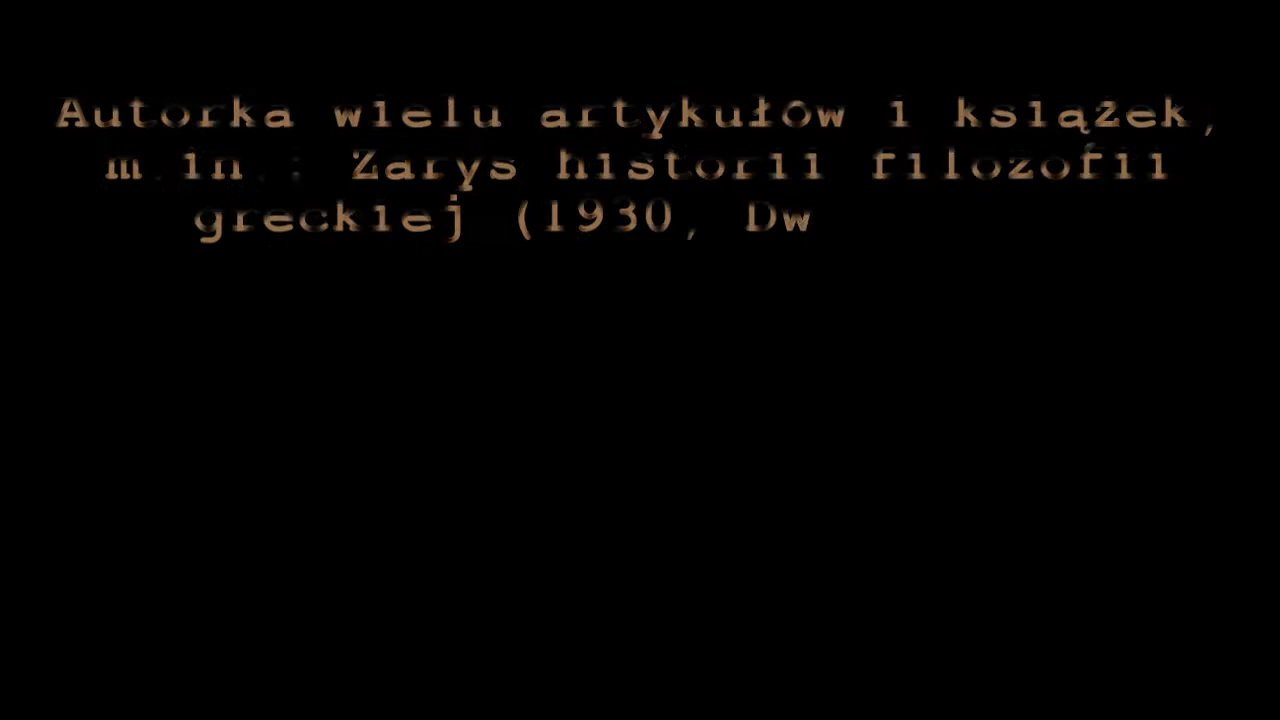 Autorka wielu artykułów i książek,
m.in.: Zarys historii filozofii
greckiej (1930, Dw